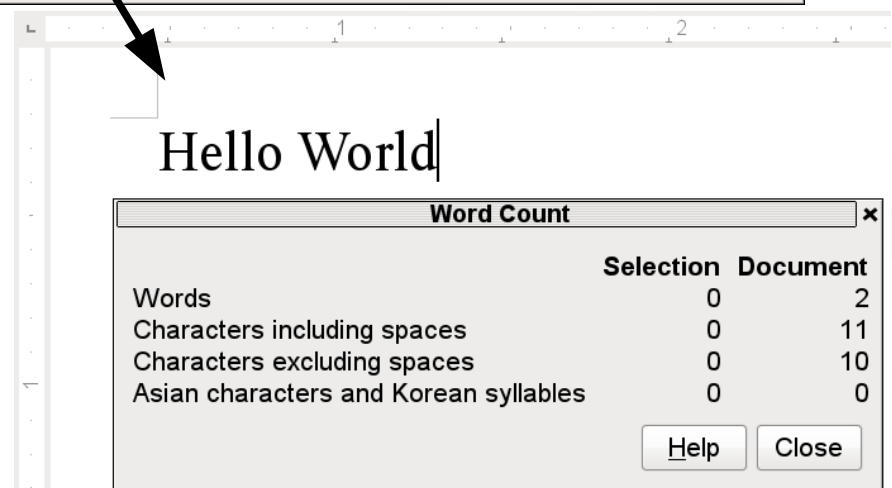 1 2
1
Hello World
Word Count ×
Selection Document
Words 0 2
Characters including spaces 0 11
Characters excluding spaces 0 10
Asian characters and Korean syllables 0 0
Help Close